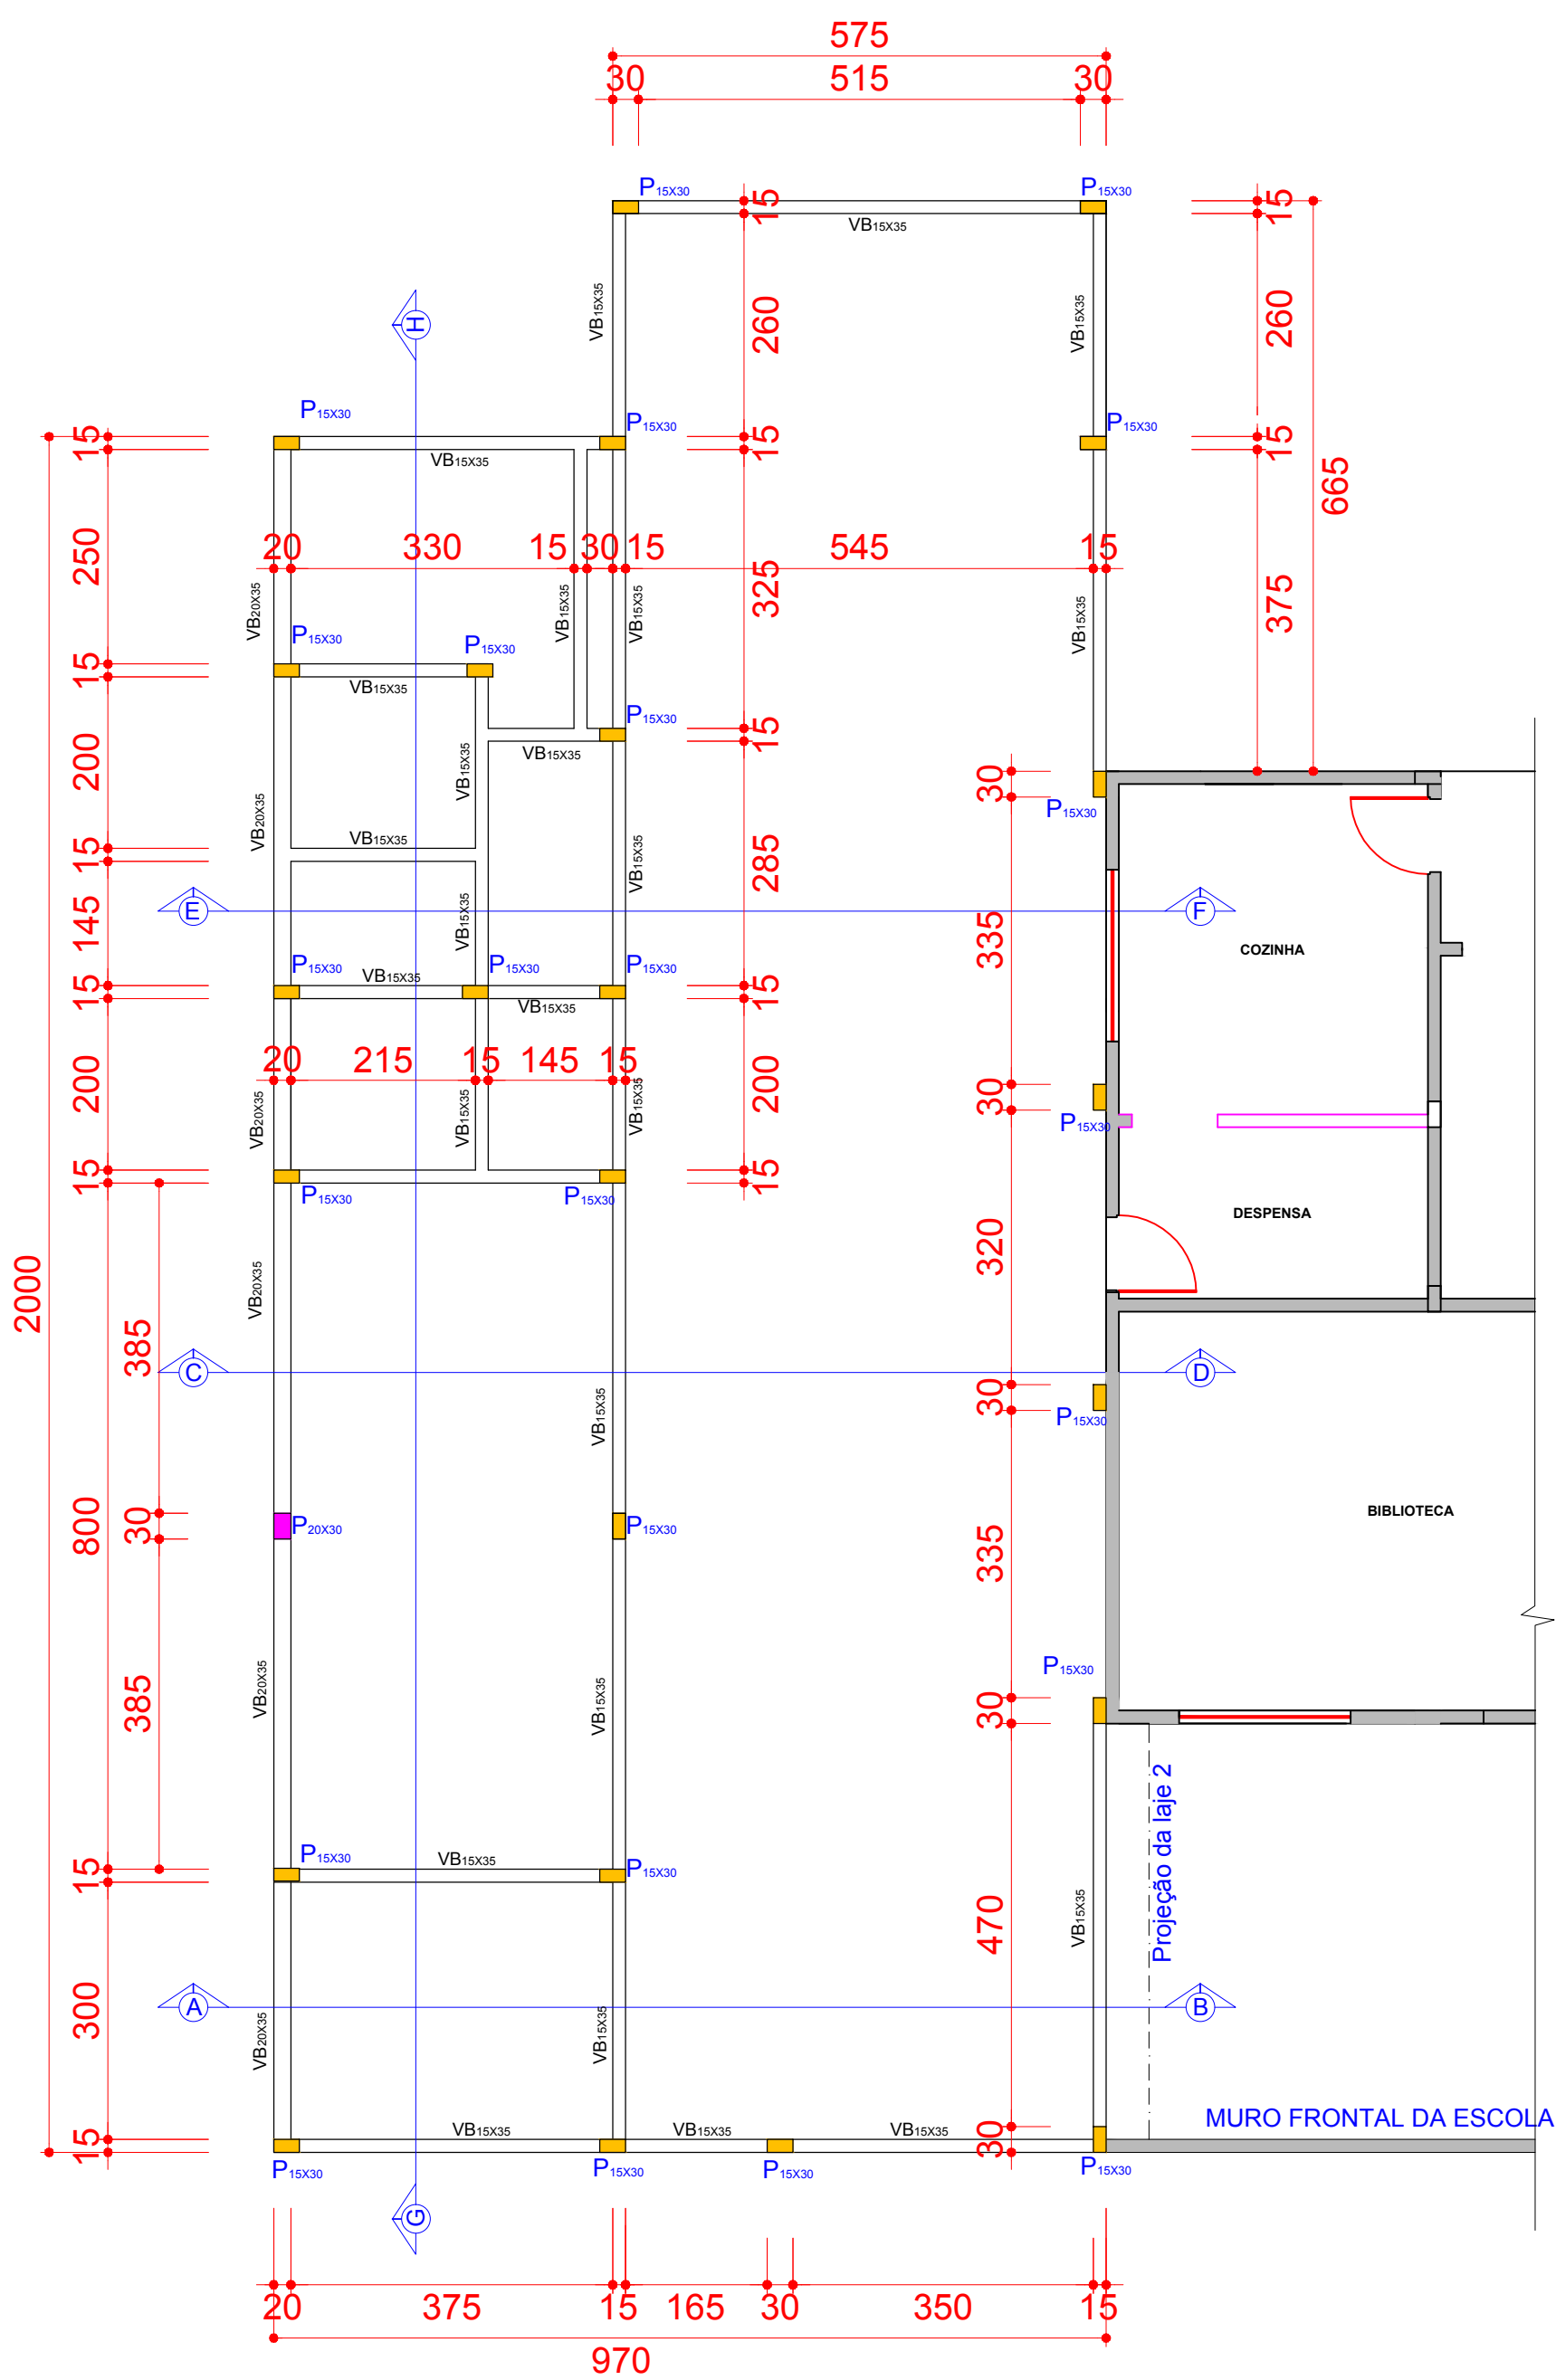 575
30 515 30
P15X30 P15X30
VB15X35
15 15
VB15X35 VB15X35
260 260
H
P15X30 P15X30 P15X30
15 15 15
VB15X35
665
20 330 15 30 15 545 15
250 325 375
VB20X35 VB15X35 VB15X35 VB15X35
P15X30 P15X30
15
VB15X35
P15X30
15
VB15X35
200 VB15X35
30
P15X30
VB20X35 VB15X35 VB15X35
15 285
145 VB15X35
E F
335
COZINHA
P15X30 P15X30 P15X30
VB15X35
15 15
VB15X35
20 215 15 145 15
200 200 30
VB20X35 VB15X35 VB15X35
P15X30
15 15
P15X30 P15X30
DESPENSA
320
2000
VB20X35
385
C D
30
VB15X35
P15X30
BIBLIOTECA
800 30
P20X30 P15X30
335
385
VB20X35 VB15X35
P15X30
30
Projeção da laje 2
15
P15X30 VB15X35 P15X30
470
VB15X35
300
A B
VB20X35 VB15X35
MURO FRONTAL DA ESCOLA
15 VB15X35 VB15X35 VB15X35 30
P15X30 P15X30 P15X30 P15X30
G
20 375 15 165 30 350 15
970